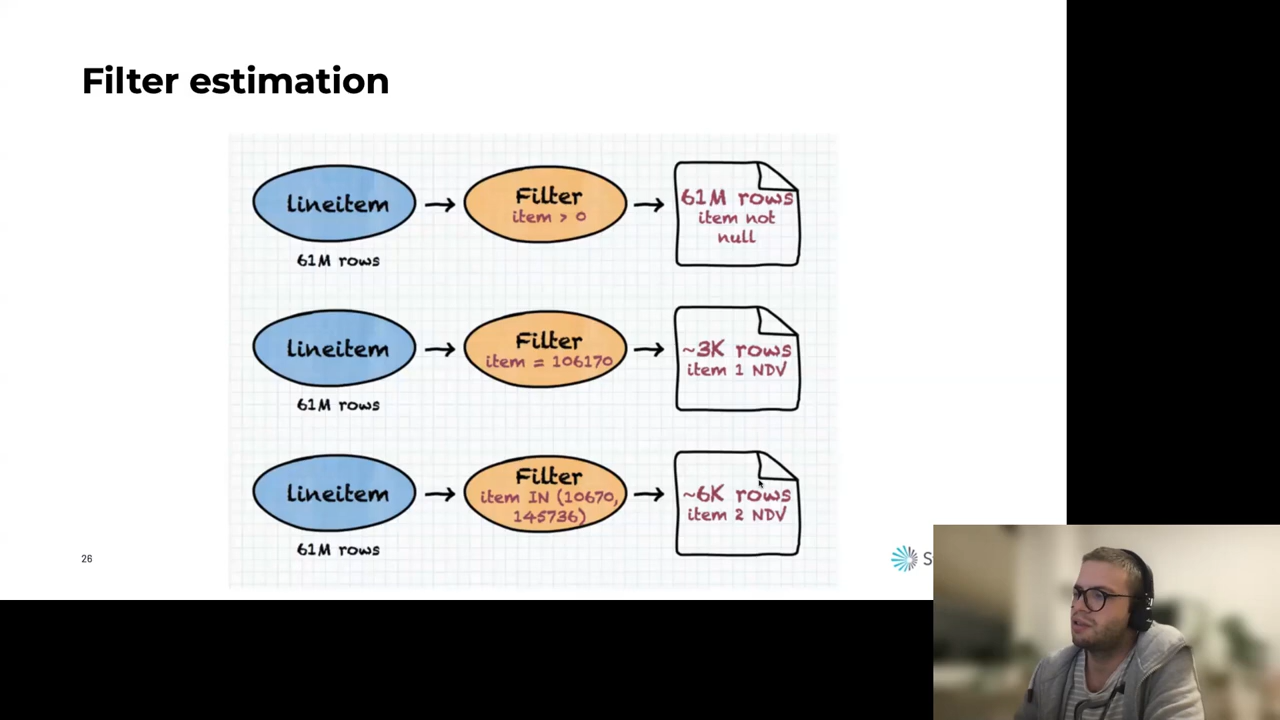 Filter estimation
lineitem
Filter
item > 0
61M rows
item not
null
61M rows
lineitem
Filter
item = 106170
~3K rows
item 1 NDV
61M rows
lineitem
Filter
item IN (10670,
145736)
~6K rows
item 2 NDV
61M rows
26
S